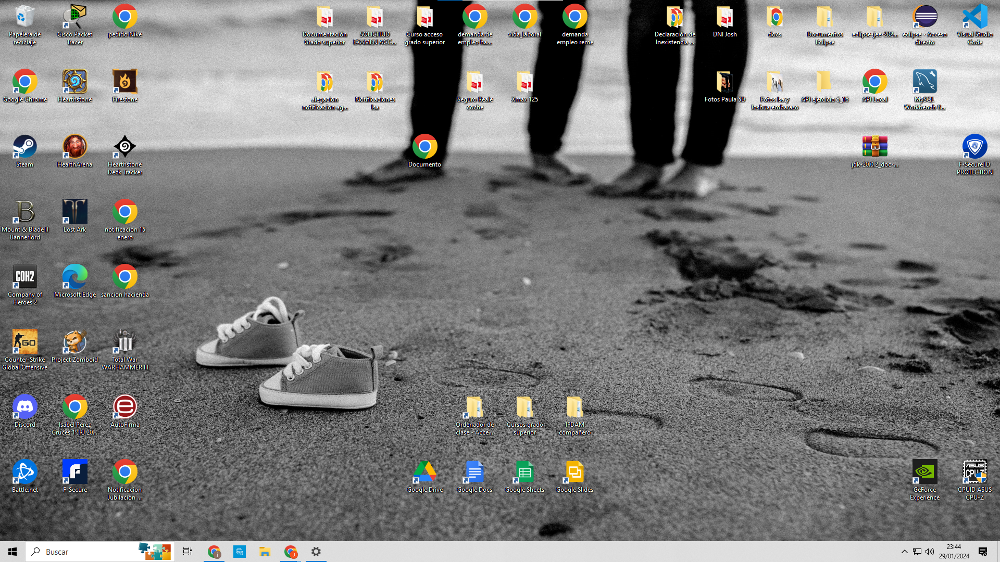 Papelera de
reciclaje
Cisco Packet
Tracer
pedido Nike
Documentación
Grado superior
SOLICITUD
EXAMEN ACC...
Curso acceso
grado superior
demanda de
empleo ha...
vida_laboral
demanda
empleo reme
Declaración de
Inexistencia ...
DNI Josh
docs
Documentos
Eclipse
eclipse-jee-202...
eclipse - Acceso
directo
Visual Studio
Code
Google Chrome
Hearthstone
Firestone
alegacion
notificacion ag...
Notificaciones
Isa
Seguro Reale
coche
Xmax 125
Fotos Paula SD
Fotos Isa y
Joshua embarazo
API ejercicio 5_16
API Local
MySQL
Workbench 8...
Steam
HearthArena
Hearthstone
Deck Tracker
Documento
jdk-20.0.2_doc-...
F-Secure ID
PROTECTION
Mount & Blade II
Bannerlord
Lost Ark
notificacion 15
enero
COH2
Company of
Heroes 2
Microsoft Edge
sancion hacienda
GO
Counter-Strike
Global Offensive
Project Zomboid
Total War
WARHAMMER III
Discord
Isabel Perez
Cruces 1º RJ 20...
AutoFirma
Ordenador de
clase - Acce...
Cursos grado
superior
1ºDAM
compañero
Battle.net
F-Secure
Notificacion
Jubilacion ...
Google Drive
Google Docs
Google Sheets
Google Slides
GeForce
Experience
ASUS
CPU-Z
CPUID ASUS
CPU-Z
Buscar
23:44
29/01/2024